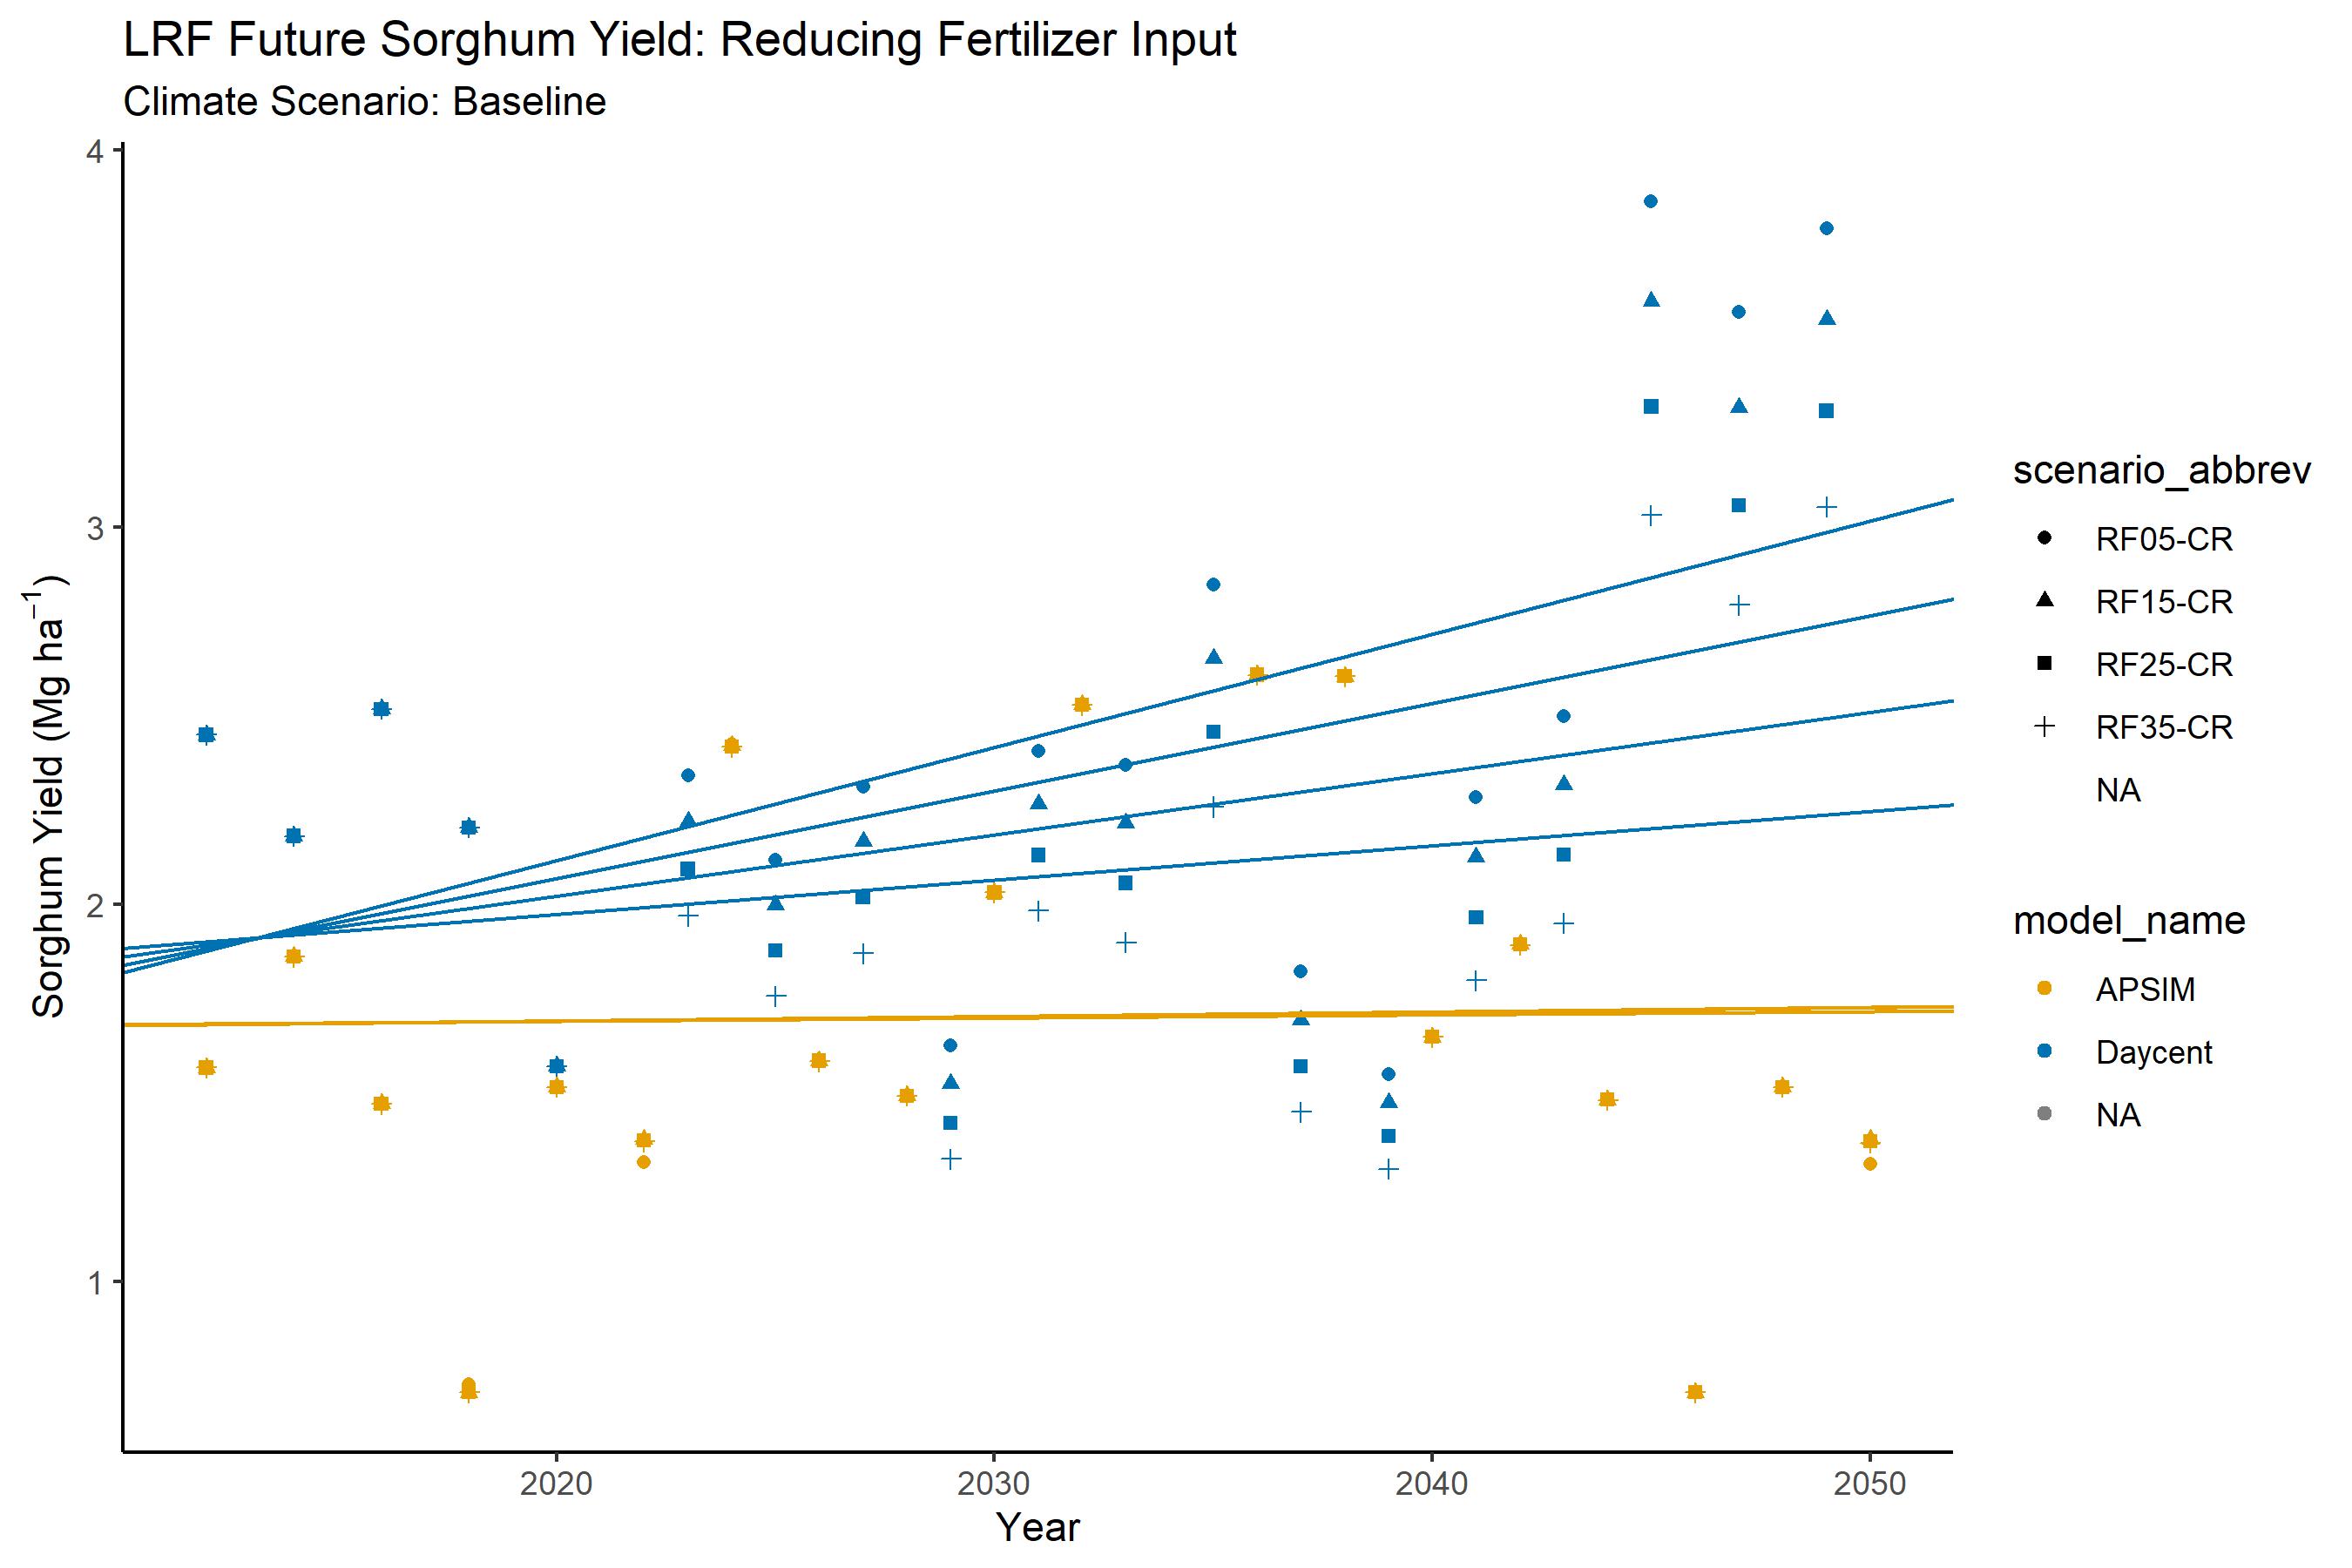 LRF Future Sorghum Yield: Reducing Fertilizer Input
Climate Scenario: Baseline
4
3
2
1
Sorghum Yield (Mg ha⁻¹)
2020
2030
2040
2050
Year
scenario_abbrev
RF05-CR
RF15-CR
RF25-CR
RF35-CR
NA
model_name
APSIM
Daycent
NA